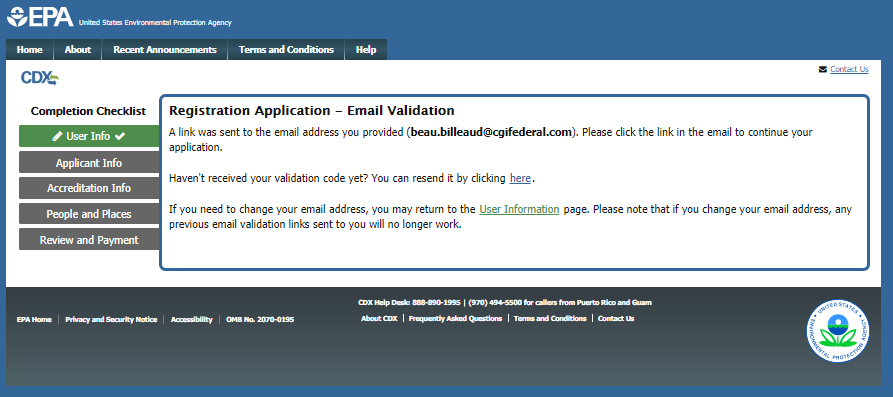 EPA United States Environmental Protection Agency
Home About Recent Announcements Terms and Conditions Help
Contact Us
CDX
Completion Checklist
User Info
Applicant Info
Accreditation Info
People and Places
Review and Payment
Registration Application – Email Validation
A link was sent to the email address you provided (beau.billeaud@cgifederal.com). Please click the link in the email to continue your
application.
Haven't received your validation code yet? You can resend it by clicking here.
If you need to change your email address, you may return to the User Information page. Please note that if you change your email address, any
previous email validation links sent to you will no longer work.
CDX Help Desk: 888-890-1995 | (970) 494-5500 for callers from Puerto Rico and Guam
EPA Home | Privacy and Security Notice | Accessibility | OMB No. 2070-0195
About CDX | Frequently Asked Questions | Terms and Conditions | Contact Us
UNITED STATES ENVIRONMENTAL PROTECTION AGENCY